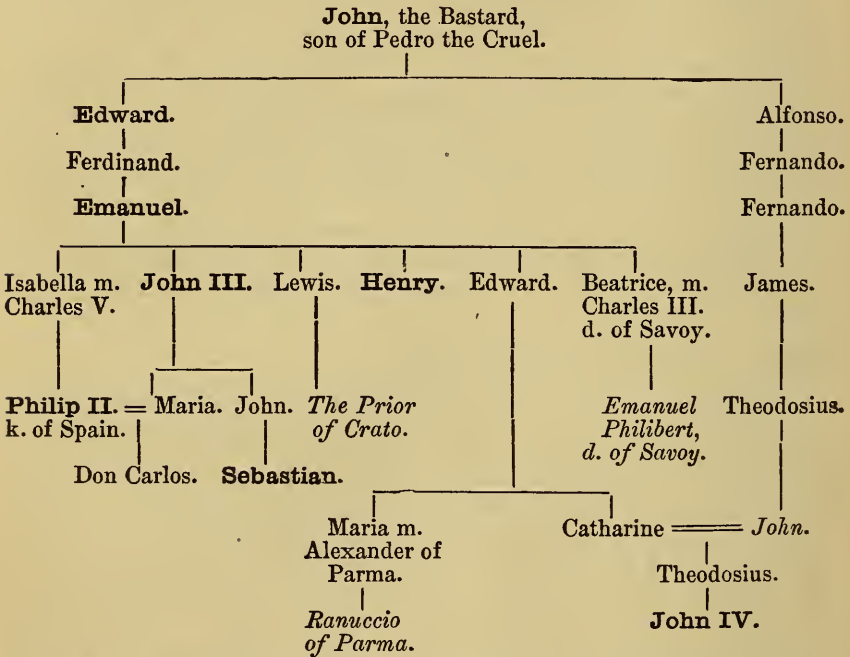 John, the Bastard,
son of Pedro the Cruel.
Edward.
Alfonso.
Ferdinand.
Fernando.
Emanuel.
Fernando.
Isabella m.
Charles V.
John III.
Lewis.
Henry.
Edward.
Beatrice, m.
Charles III.
d. of Savoy.
James.
Philip II. = Maria.
k. of Spain.
John.
The Prior
of Crato.
Emanuel
Philibert,
d. of Savoy.
Theodosius.
Don Carlos.
Sebastian.
Maria m.
Alexander of
Parma.
Catharine = John.
Ranuccio
of Parma.
Theodosius.
John IV.